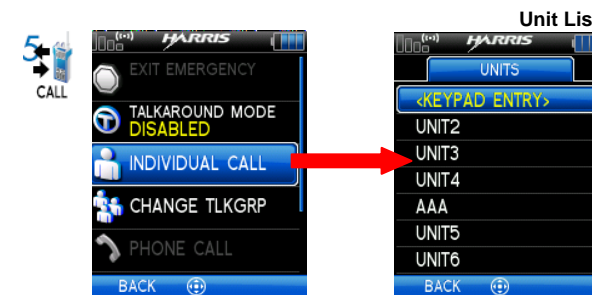 Unit Lis
5
CALL
HARRIS
EXIT EMERGENCY
TALKAROUND MODE
DISABLED
INDIVIDUAL CALL
CHANGE TLKGRP
PHONE CALL
BACK
HARRIS
UNITS
<KEYPAD ENTRY>
UNIT2
UNIT3
UNIT4
AAA
UNIT5
UNIT6
BACK